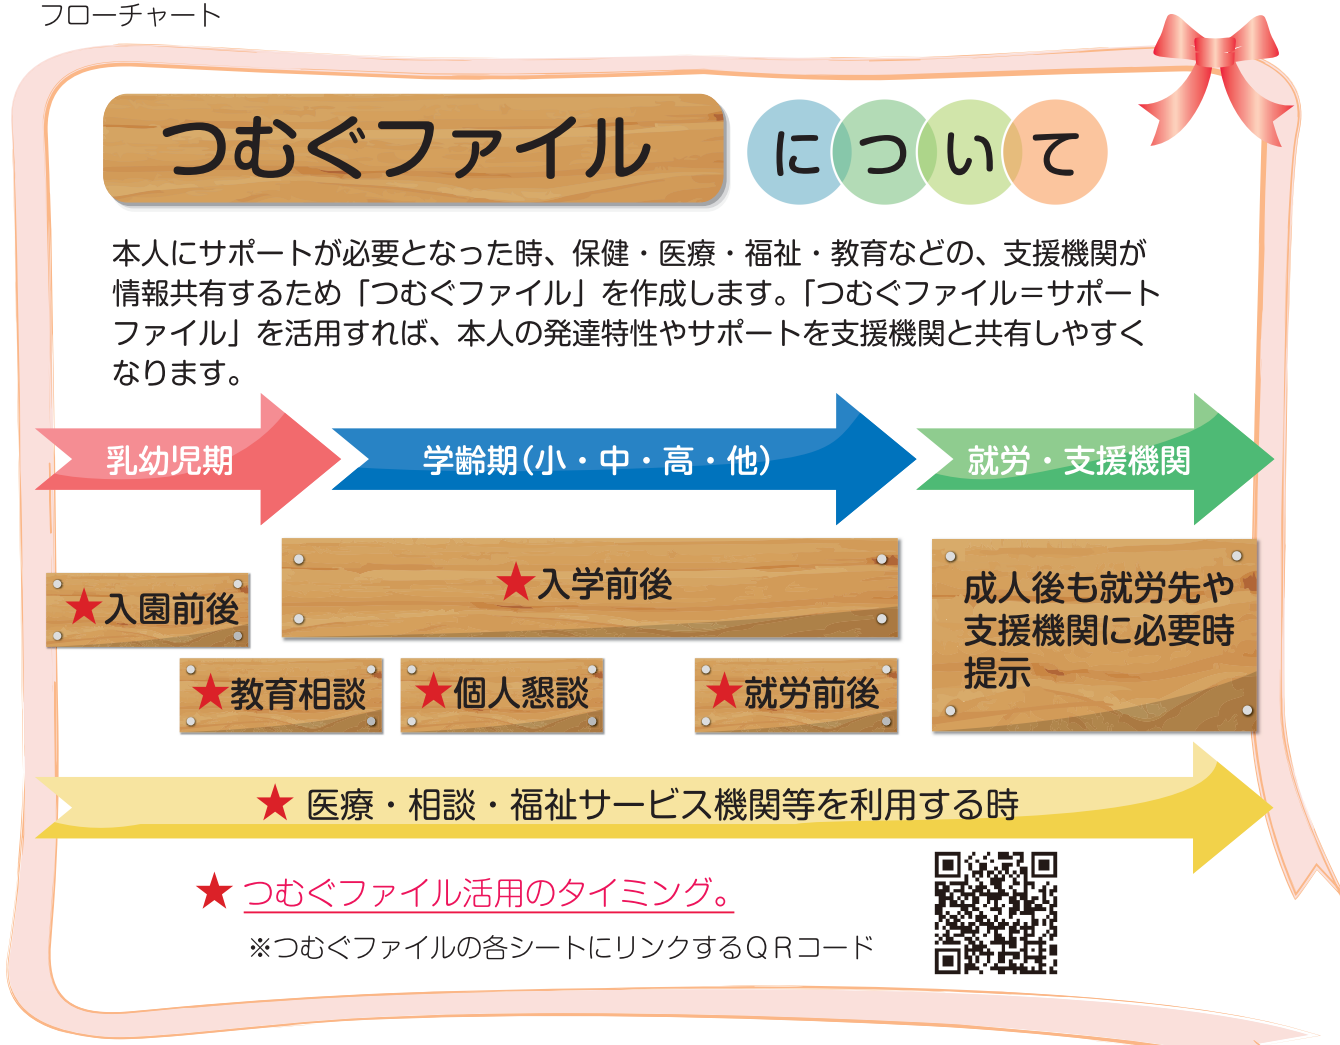 フローチャート
つむぐファイル について
本人にサポートが必要となった時、保健・医療・福祉・教育などの、支援機関が
情報共有するため「つむぐファイル」を作成します。「つむぐファイル＝サポート
ファイル」を活用すれば、本人の発達特性やサポートを支援機関と共有しやすく
なります。
乳幼児期
学齢期（小・中・高・他）
就労・支援機関
★入園前後
★入学前後
★教育相談
★個人懇談
★就労前後
成人後も就労先や
支援機関に必要時
提示
★ 医療・相談・福祉サービス機関等を利用する時
★ つむぐファイル活用のタイミング。
※つむぐファイルの各シートにリンクするＱＲコード